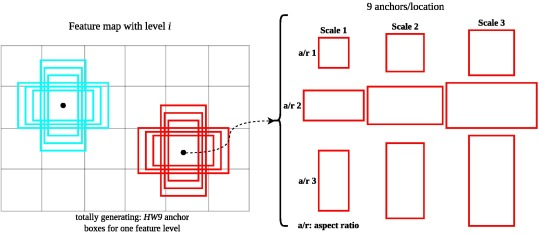 Feature map with level i
9 anchors/location
Scale 1
Scale 2
Scale 3
a/r 1
a/r 2
a/r 3
totally generating: HW9 anchor
boxes for one feature level
a/r: aspect ratio